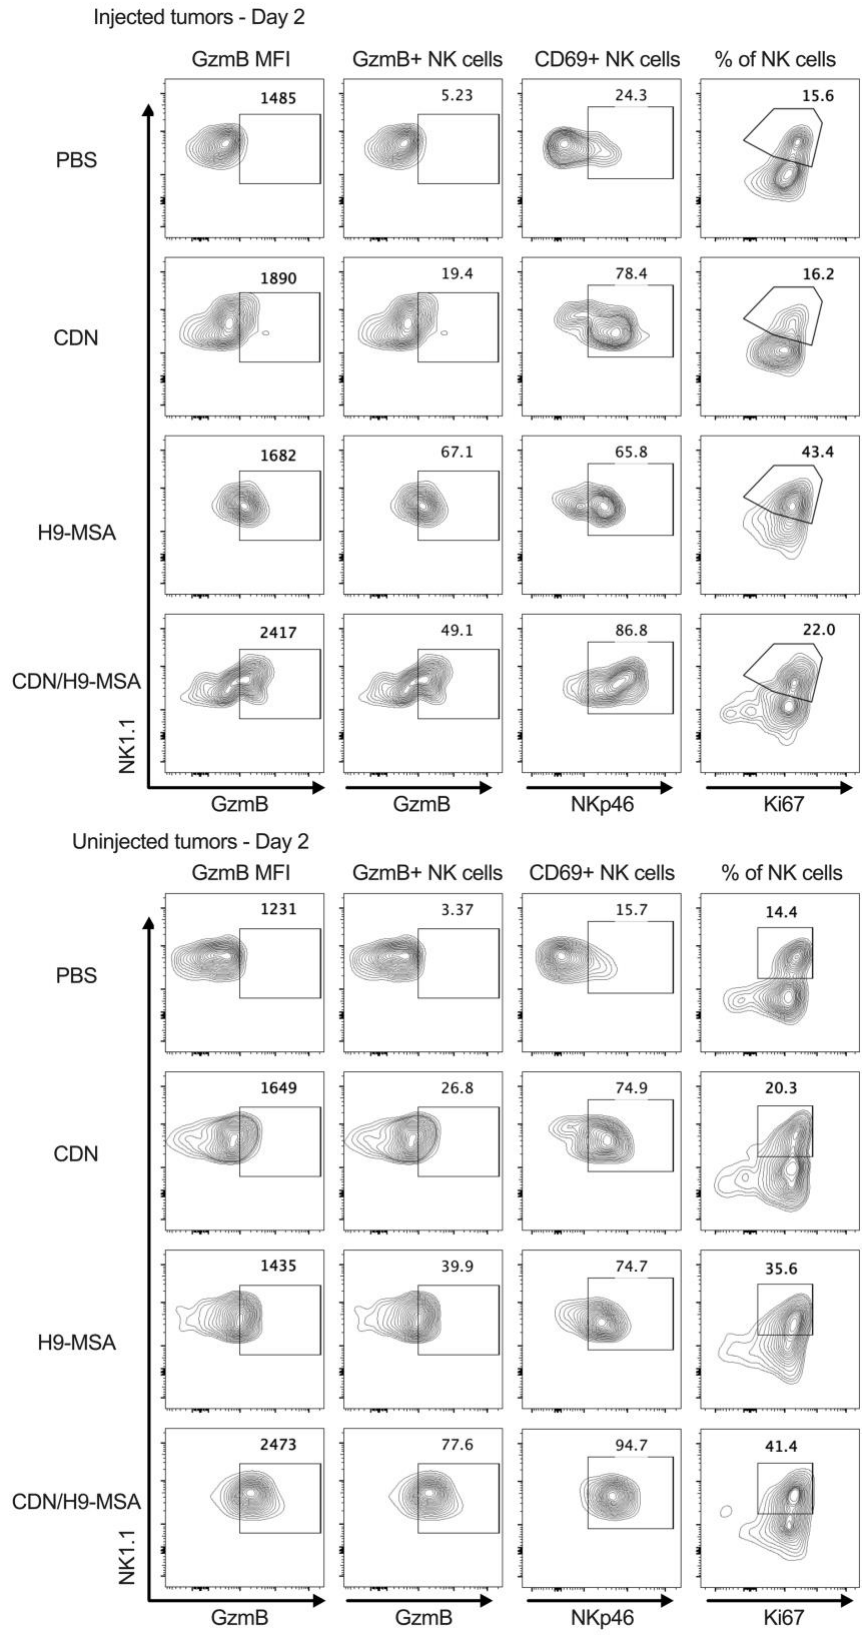 Injected tumors - Day 2
GzmB MFI GzmB+ NK cells CD69+ NK cells % of NK cells
PBS 1485 5.23 24.3 15.6
CDN 1890 19.4 78.4 16.2
H9-MSA 1682 67.1 65.8 43.4
CDN/H9-MSA 2417 49.1 86.8 22.0
NK1.1
GzmB GzmB NKp46 Ki67
Uninjected tumors - Day 2
GzmB MFI GzmB+ NK cells CD69+ NK cells % of NK cells
PBS 1231 3.37 15.7 14.4
CDN 1649 26.8 74.9 20.3
H9-MSA 1435 39.9 74.7 35.6
CDN/H9-MSA 2473 77.6 94.7 41.4
NK1.1
GzmB GzmB NKp46 Ki67